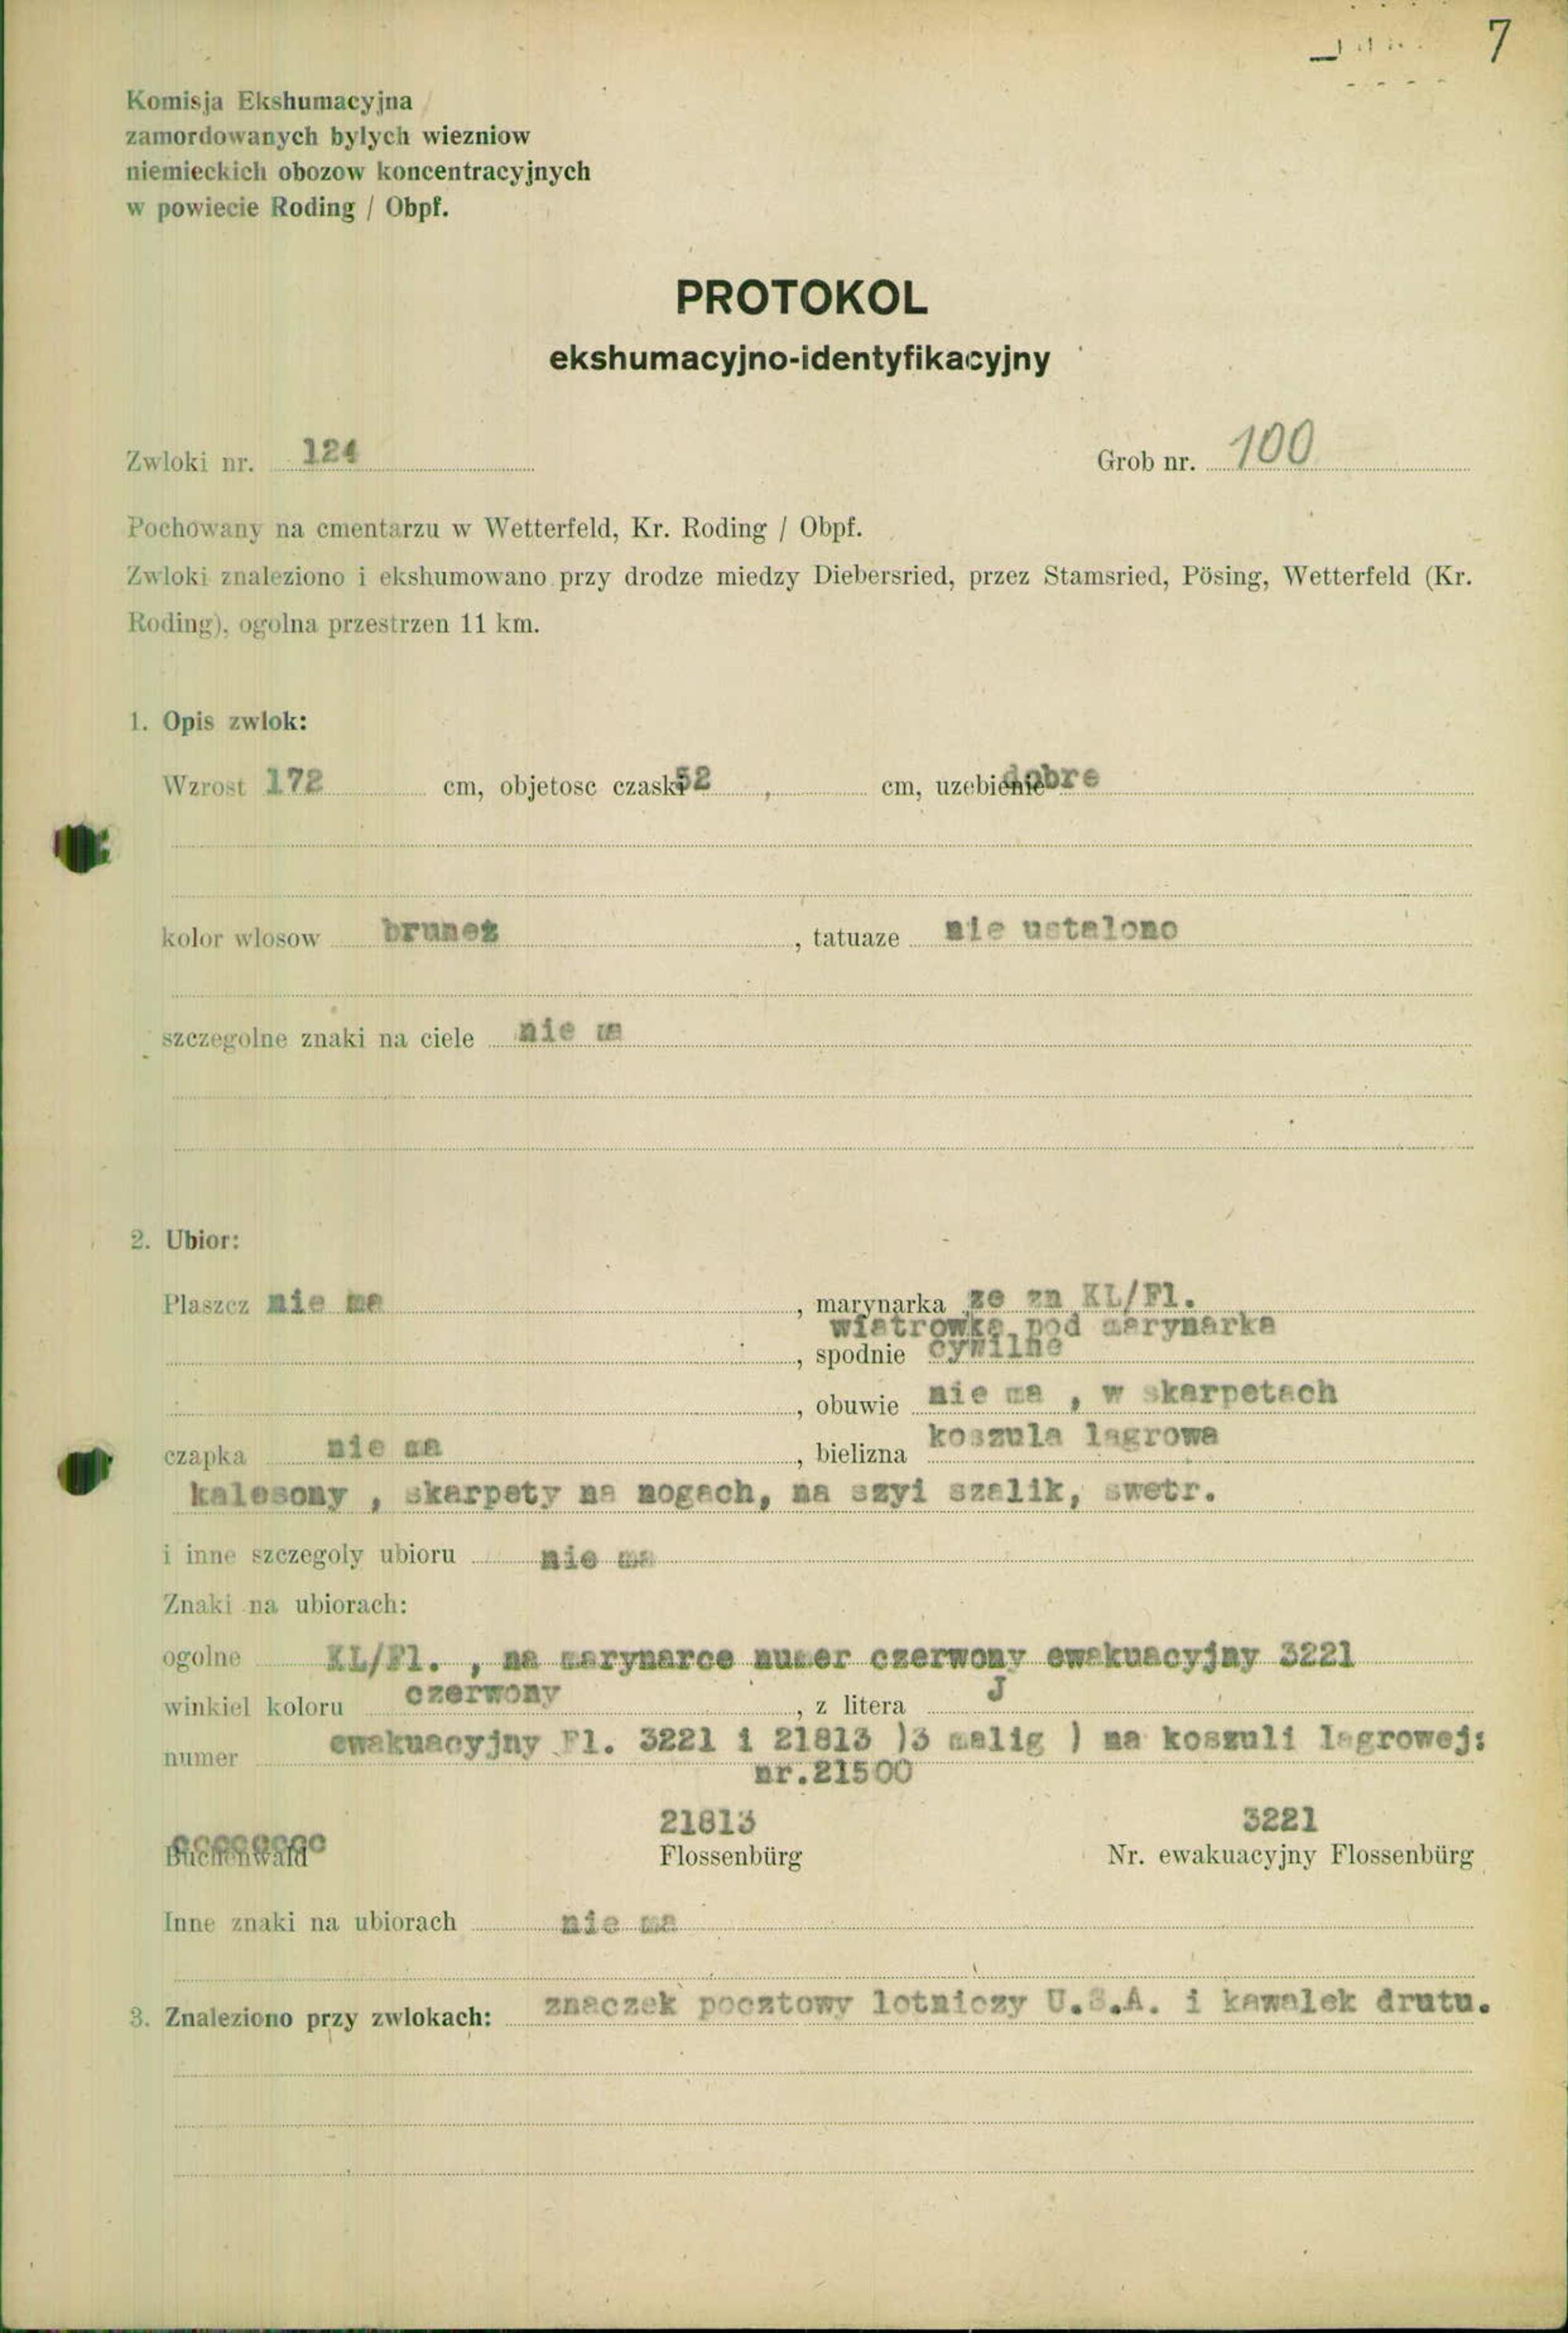 7
Komisja Ekshumacyjna
zamordowanych bylych wiezniow
niemieckich obozow koncentracyjnych
w powiecie Roding / Obpf.
PROTOKOL
ekshumacyjno-identyfikacyjny
Zwloki nr. 124 Grob nr. 100
Pochowany na cmentarzu w Wetterfeld, Kr. Roding / Obpf.
Zwloki znaleziono i ekshumowano przy drodze miedzy Diebersried, przez Stamsried, Pösing, Wetterfeld (Kr.
Roding), ogolna przestrzen 11 km.
1. Opis zwlok:
Wzrost 172 cm, objetosc czaski 52 , cm, uzebienie dobre
kolor wlosow brunet , tatuaze nie ustalono
szczegolne znaki na ciele nie ma
2. Ubior:
Plaszcz nie ma , marynarka ze zn KL/Fl.
wiatrowka pod marynarka
, spodnie cywilne
, obuwie nie ma , w skarpetach
czapka nie ma , bielizna koszula lagrowa
kalesony , skarpety na nogach, na szyi szalik, swetr.
i inne szczegoly ubioru nie ma
Znaki na ubiorach:
ogolne KL/Fl. , na marynarce numer czerwony ewakuacyjny 3221
winkiel koloru czerwony , z litera J
numer ewakuacyjny Fl. 3221 i 21813 )3 malig ) na koszuli lagrowej:
nr.21500
21813 3221
Buchenwald Flossenbürg Nr. ewakuacyjny Flossenbürg
Inne znaki na ubiorach nie ma
3. Znaleziono przy zwlokach: znaczek pocztowy lotniczy U.S.A. i kawalek drutu.